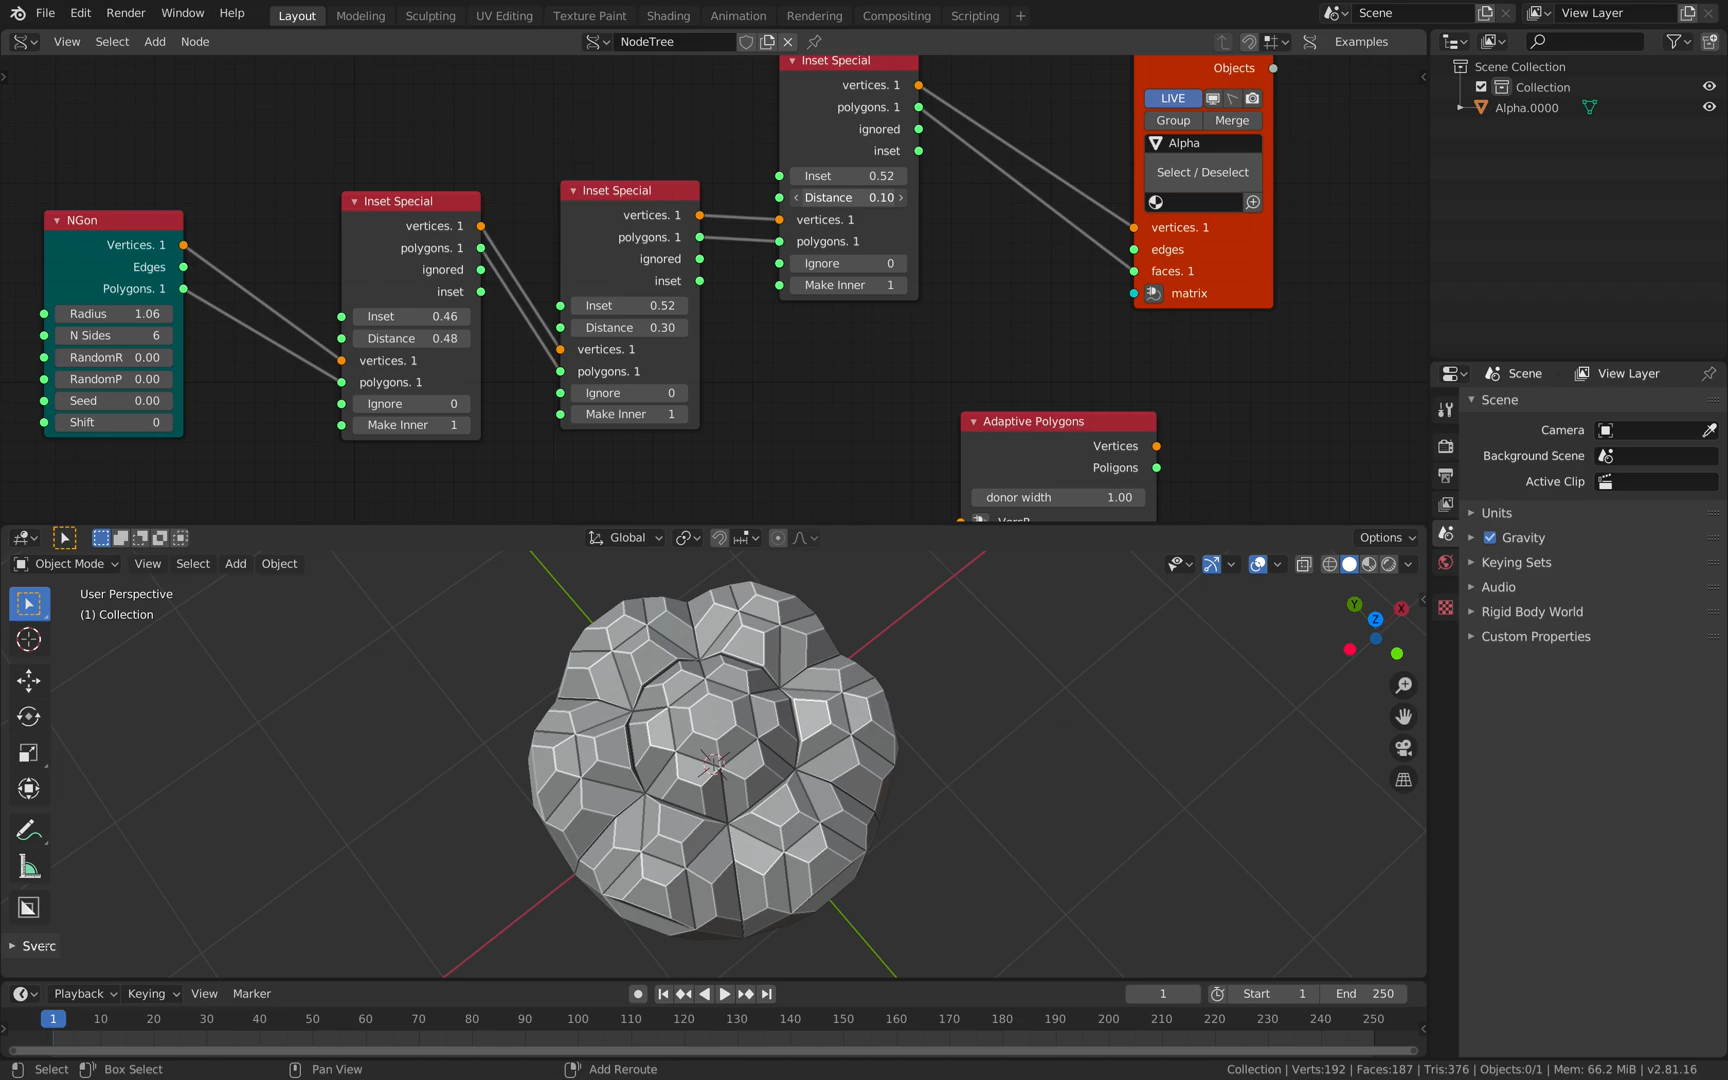 File Edit Render Window Help Layout Modeling Sculpting UV Editing Texture Paint Shading Animation Rendering Compositing Scripting + Scene View Layer
View Select Add Node NodeTree Examples
Scene Collection
Collection
Alpha.0000
NGon
Vertices. 1
Edges
Polygons. 1
Radius 1.06
N Sides 6
RandomR 0.00
RandomP 0.00
Seed 0.00
Shift 0
Inset Special
vertices. 1
polygons. 1
ignored
inset
Inset 0.46
Distance 0.48
vertices. 1
polygons. 1
Ignore 0
Make Inner 1
Inset Special
vertices. 1
polygons. 1
ignored
inset
Inset 0.52
Distance 0.30
vertices. 1
polygons. 1
Ignore 0
Make Inner 1
Inset Special
vertices. 1
polygons. 1
ignored
inset
Inset 0.52
Distance 0.10
vertices. 1
polygons. 1
Ignore 0
Make Inner 1
Objects
LIVE
Group Merge
Alpha
Select / Deselect
vertices. 1
edges
faces. 1
matrix
Adaptive Polygons
Vertices
Poligons
donor width 1.00
VersR
Scene View Layer
Scene
Camera
Background Scene
Active Clip
Units
Gravity
Keying Sets
Audio
Rigid Body World
Custom Properties
Global Options
Object Mode View Select Add Object
User Perspective
(1) Collection
Y X Z
Sverc
Playback Keying View Marker 1 Start 1 End 250
1 10 20 30 40 50 60 70 80 90 100 110 120 130 140 150 160 170 180 190 200 210 220 230 240 250
Select Box Select Pan View Add Reroute Collection | Verts:192 | Faces:187 | Tris:376 | Objects:0/1 | Mem: 66.2 MiB | v2.81.16